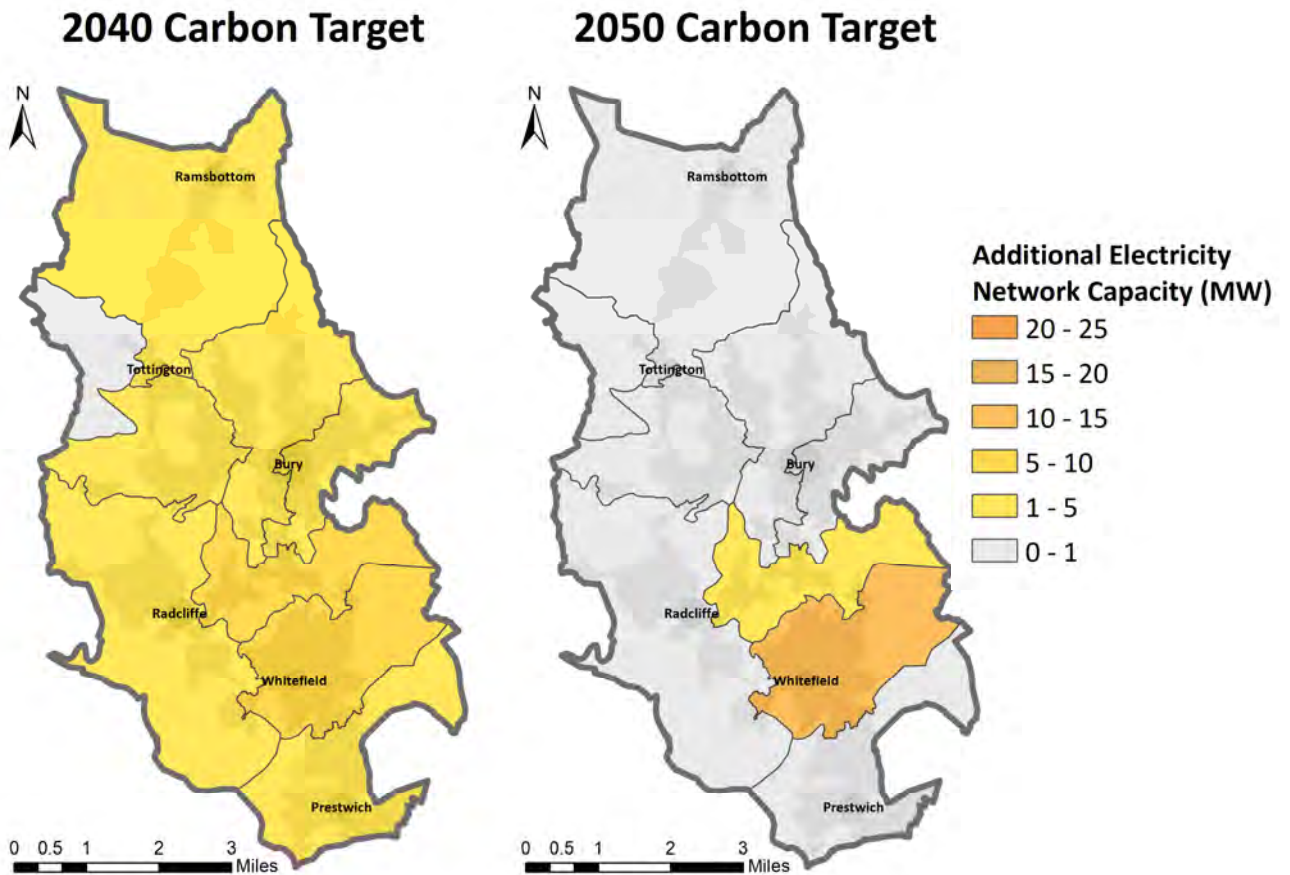 2040 Carbon Target
2050 Carbon Target
N
N
Ramsbottom
Ramsbottom
Additional Electricity
Network Capacity (MW)
20 - 25
15 - 20
10 - 15
5 - 10
1 - 5
0 - 1
Tottington
Tottington
Bury
Bury
Radcliffe
Radcliffe
Whitefield
Whitefield
Prestwich
Prestwich
0 0.5 1 2 3 Miles
0 0.5 1 2 3 Miles